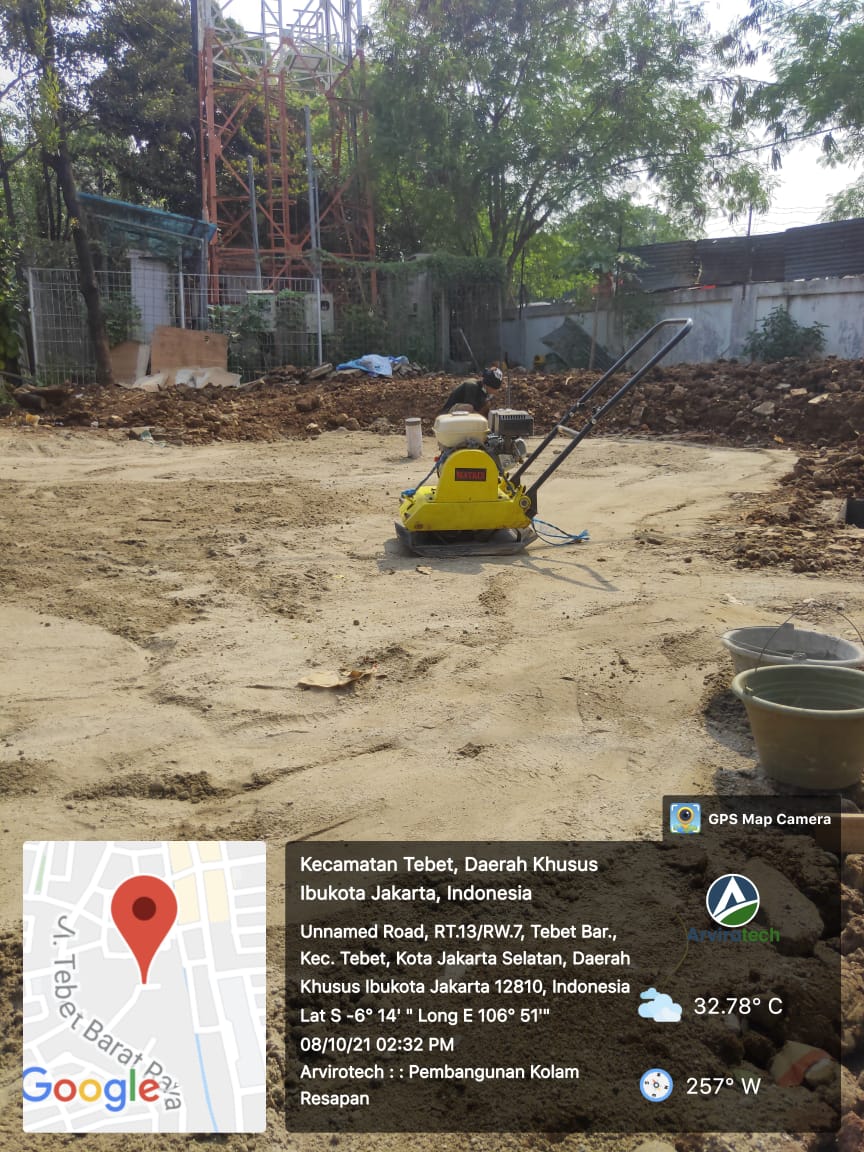 MATRIX
GPS Map Camera
Kecamatan Tebet, Daerah Khusus
Ibukota Jakarta, Indonesia
Arvirotech
Unnamed Road, RT.13/RW.7, Tebet Bar.,
Kec. Tebet, Kota Jakarta Selatan, Daerah
Khusus Ibukota Jakarta 12810, Indonesia
Lat S -6° 14' " Long E 106° 51'"
32.78° C
08/10/21 02:32 PM
Arvirotech : : Pembangunan Kolam
Resapan
257° W
Jl. Tebet Barat Raya
Google